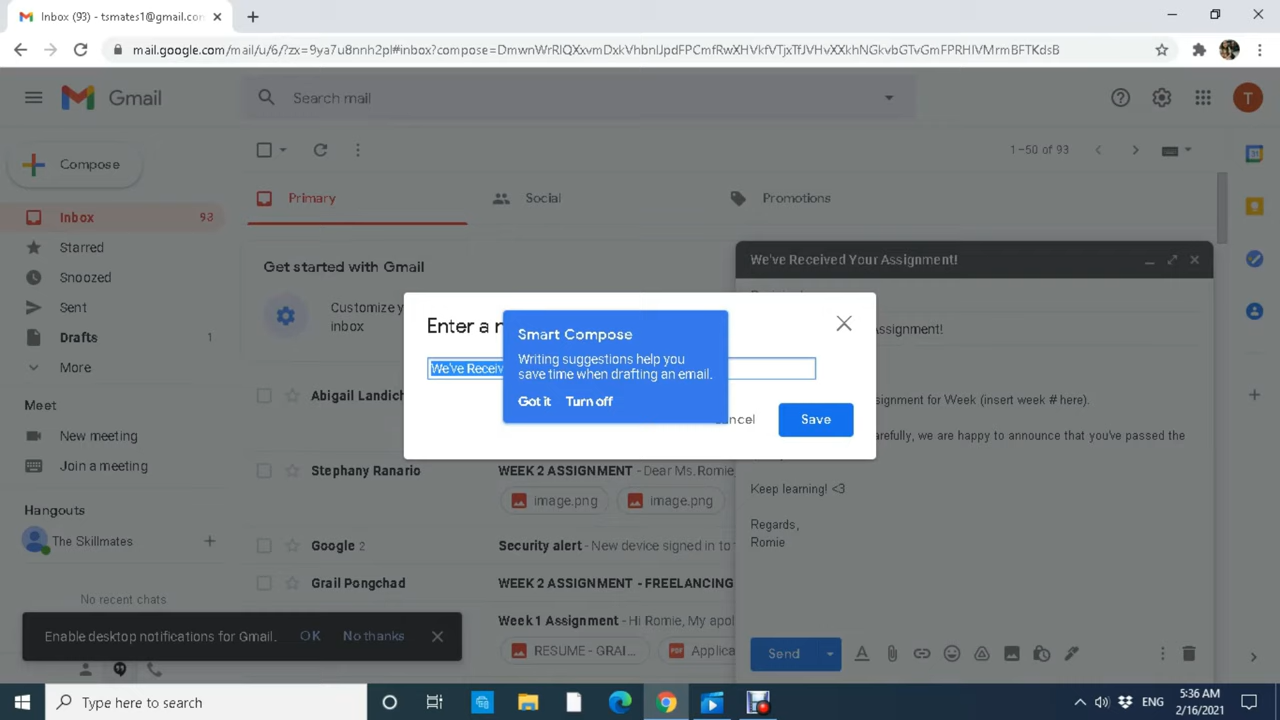 Inbox (93) - tsmates1@gmail.com
mail.google.com/mail/u/6/?zx=9ya7u8nnh2pl#inbox?compose=DmwnWrRlQXxvmDxkVhbnlJpdFPCmfRwXHVkfVTjxTfJVHvXXkhNGkvbGTvGmFPRHlVMrmBFTKdsB
Gmail
Search mail
T
Compose
1–50 of 93
Primary
Social
Promotions
Inbox 93
Starred
Snoozed
Sent
Drafts 1
More
Meet
New meeting
Join a meeting
Hangouts
The Skillmates
No recent chats
Get started with Gmail
Customize
inbox
Abigail Landich
Stephany Ranario WEEK 2 ASSIGNMENT - Dear Ms. Romie
image.png image.png
Google 2 Security alert - New device signed in to
Grail Pongchad WEEK 2 ASSIGNMENT - FREELANCING
Week 1 Assignment - Hi Romie, My apol
RESUME - GRAI... PDF Applica
We've Received Your Assignment!
Assignment!
assignment for Week (insert week # here).
carefully, we are happy to announce that you've passed the
Keep learning! <3
Regards,
Romie
Send
Enter a n
We've Receiv
Cancel
Save
Smart Compose
Writing suggestions help you
save time when drafting an email.
Got it Turn off
Enable desktop notifications for Gmail. OK No thanks
Type here to search
ENG
5:36 AM
2/16/2021